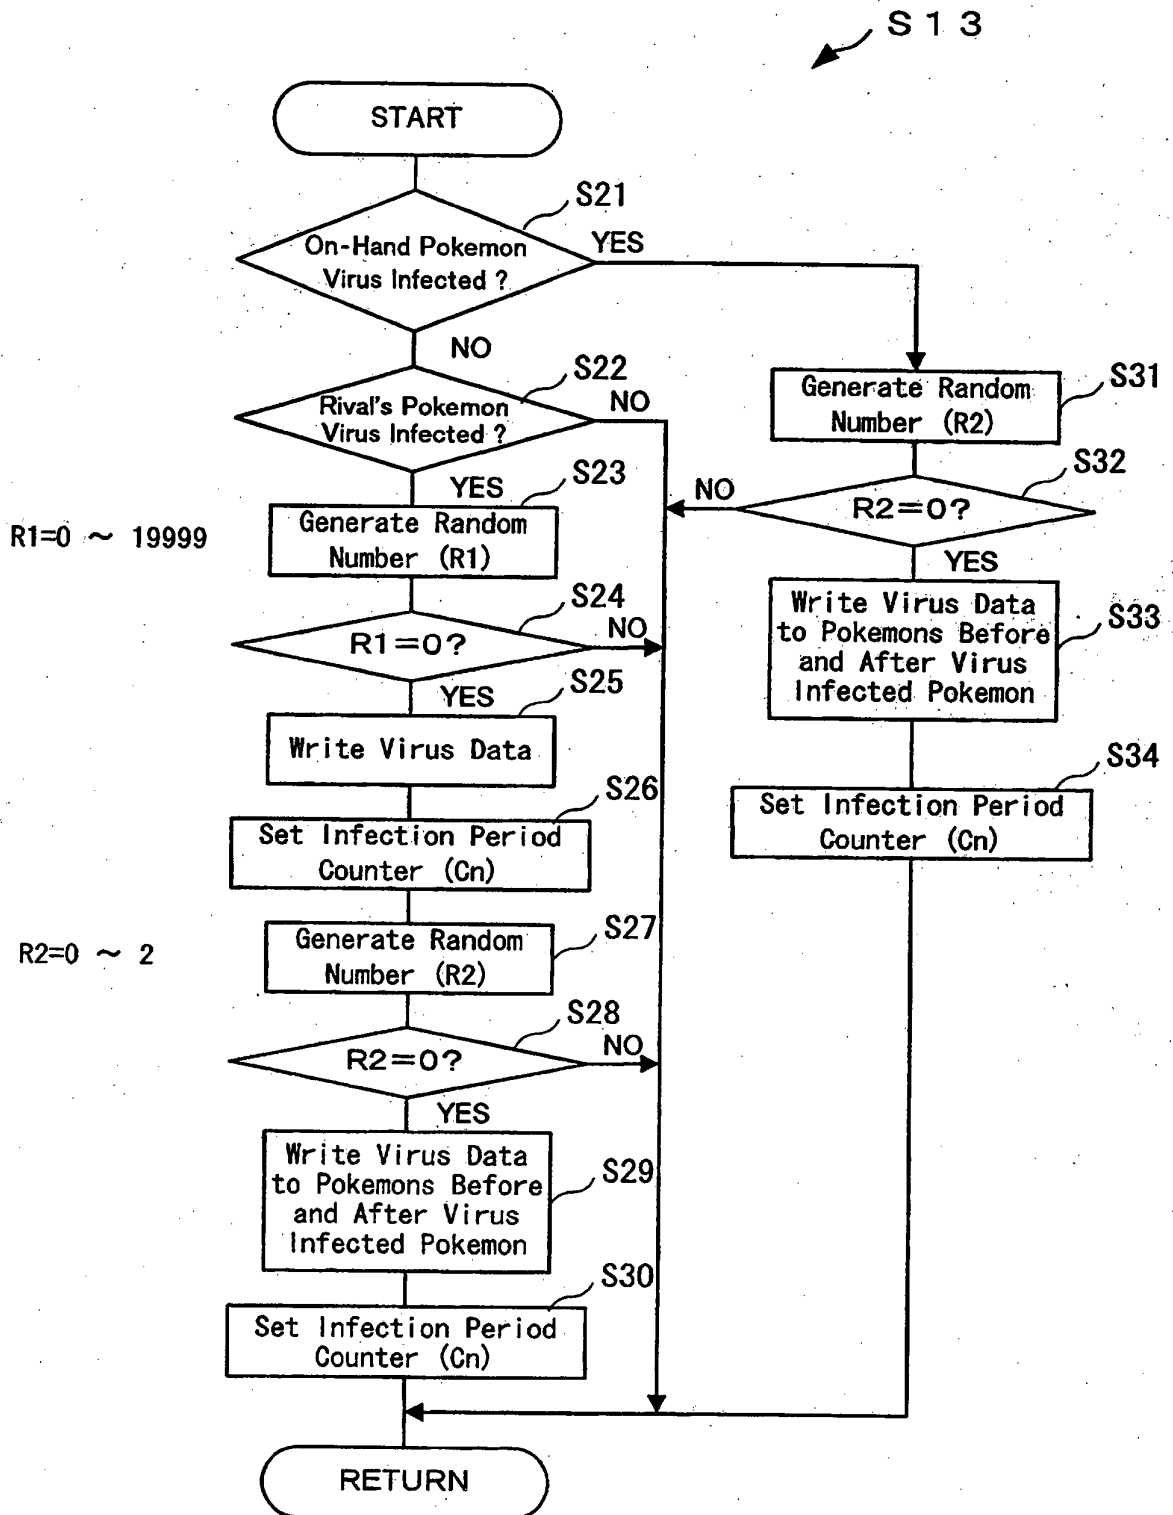 S13
START
S21
On-Hand Pokemon
Virus Infected ?
YES
NO
S22
Rival's Pokemon
Virus Infected ?
NO
YES
S23
R1=0 ~ 19999
Generate Random
Number (R1)
S24
R1=0?
NO
YES
S25
Write Virus Data
S26
Set Infection Period
Counter (Cn)
S27
R2=0 ~ 2
Generate Random
Number (R2)
S28
R2=0?
NO
YES
Write Virus Data
to Pokemons Before
and After Virus
Infected Pokemon
S29
S30
Set Infection Period
Counter (Cn)
RETURN
S31
Generate Random
Number (R2)
S32
R2=0?
NO
YES
Write Virus Data
to Pokemons Before
and After Virus
Infected Pokemon
S33
S34
Set Infection Period
Counter (Cn)